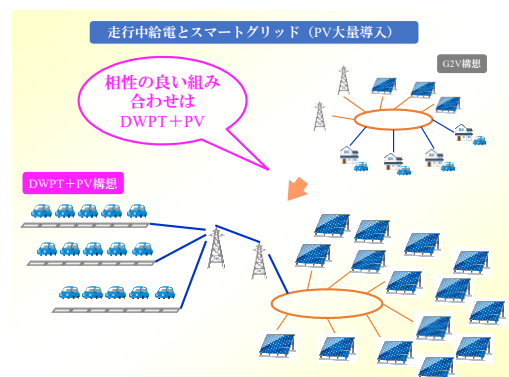 走行中給電とスマートグリッド（PV大量導入）
相性の良い組み
合わせは
DWPT＋PV
G2V構想
DWPT＋PV構想